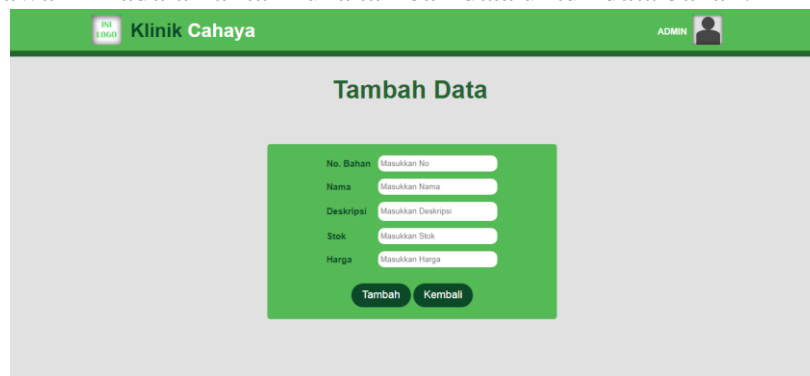 INI
LOGO
Klinik Cahaya
ADMIN
Tambah Data
No. Bahan Masukkan No
Nama Masukkan Nama
Deskripsi Masukkan Deskripsi
Stok Masukkan Stok
Harga Masukkan Harga
Tambah Kembali